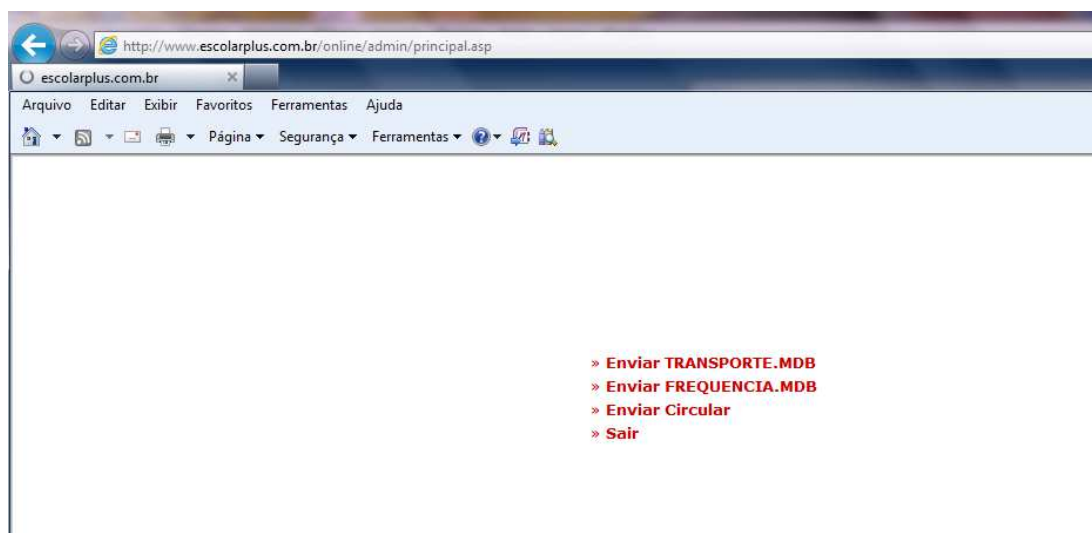 http://www.escolarplus.com.br/online/admin/principal.asp
escolarplus.com.br
Arquivo Editar Exibir Favoritos Ferramentas Ajuda
Página Segurança Ferramentas
» Enviar TRANSPORTE.MDB
» Enviar FREQUENCIA.MDB
» Enviar Circular
» Sair